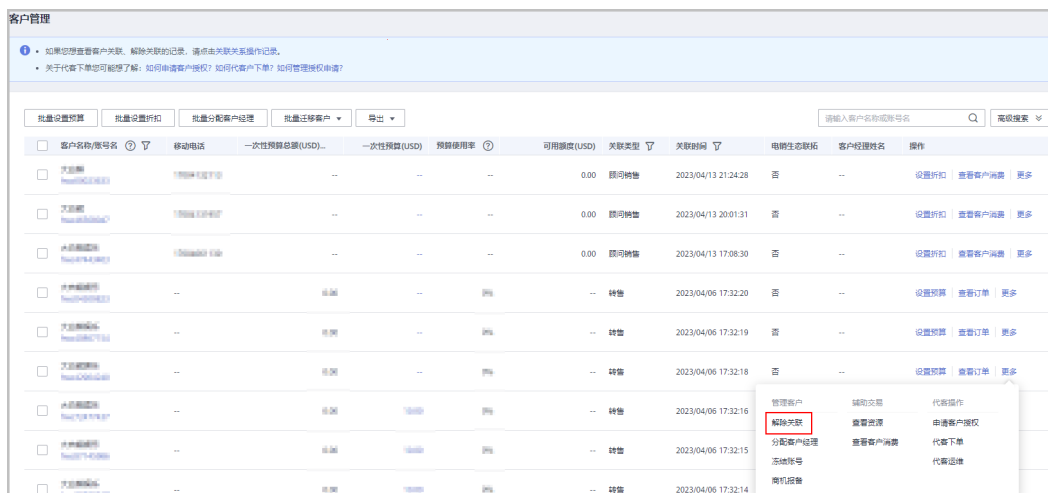 客户管理
• 如果您想查看客户关联、解除关联的记录，请点击关联关系操作记录。
• 关于代客下单您可能想了解：如何申请客户授权？如何代客户下单？如何管理授权申请？
批量设置预算 批量设置折扣 批量分配客户经理 批量迁移客户 导出 请输入客户名称或账号名 高级搜索
客户名称/账号名 移动电话 一次性预算总额(USD)... 一次性预算(USD) 预算使用率 可用额度(USD) 关联类型 关联时间 电销生态联拓 客户经理姓名 操作
-- -- -- 0.00 顾问销售 2023/04/13 21:24:28 否 -- 设置折扣 查看客户消费 更多
-- -- -- 0.00 顾问销售 2023/04/13 20:01:31 否 -- 设置折扣 查看客户消费 更多
-- -- -- 0.00 顾问销售 2023/04/13 17:08:30 否 -- 设置折扣 查看客户消费 更多
-- -- -- 转售 2023/04/06 17:32:20 否 -- 设置预算 查看订单 更多
-- -- -- 转售 2023/04/06 17:32:19 否 -- 设置预算 查看订单 更多
-- -- -- 转售 2023/04/06 17:32:18 否 -- 设置预算 查看订单 更多
-- -- 转售 2023/04/06 17:32:16
-- -- 转售 2023/04/06 17:32:15
-- -- 转售 2023/04/06 17:32:14
管理客户 辅助交易 代客操作
解除关联 查看资源 申请客户授权
分配客户经理 查看客户消费 代客下单
冻结账号 代客运维
商机报备